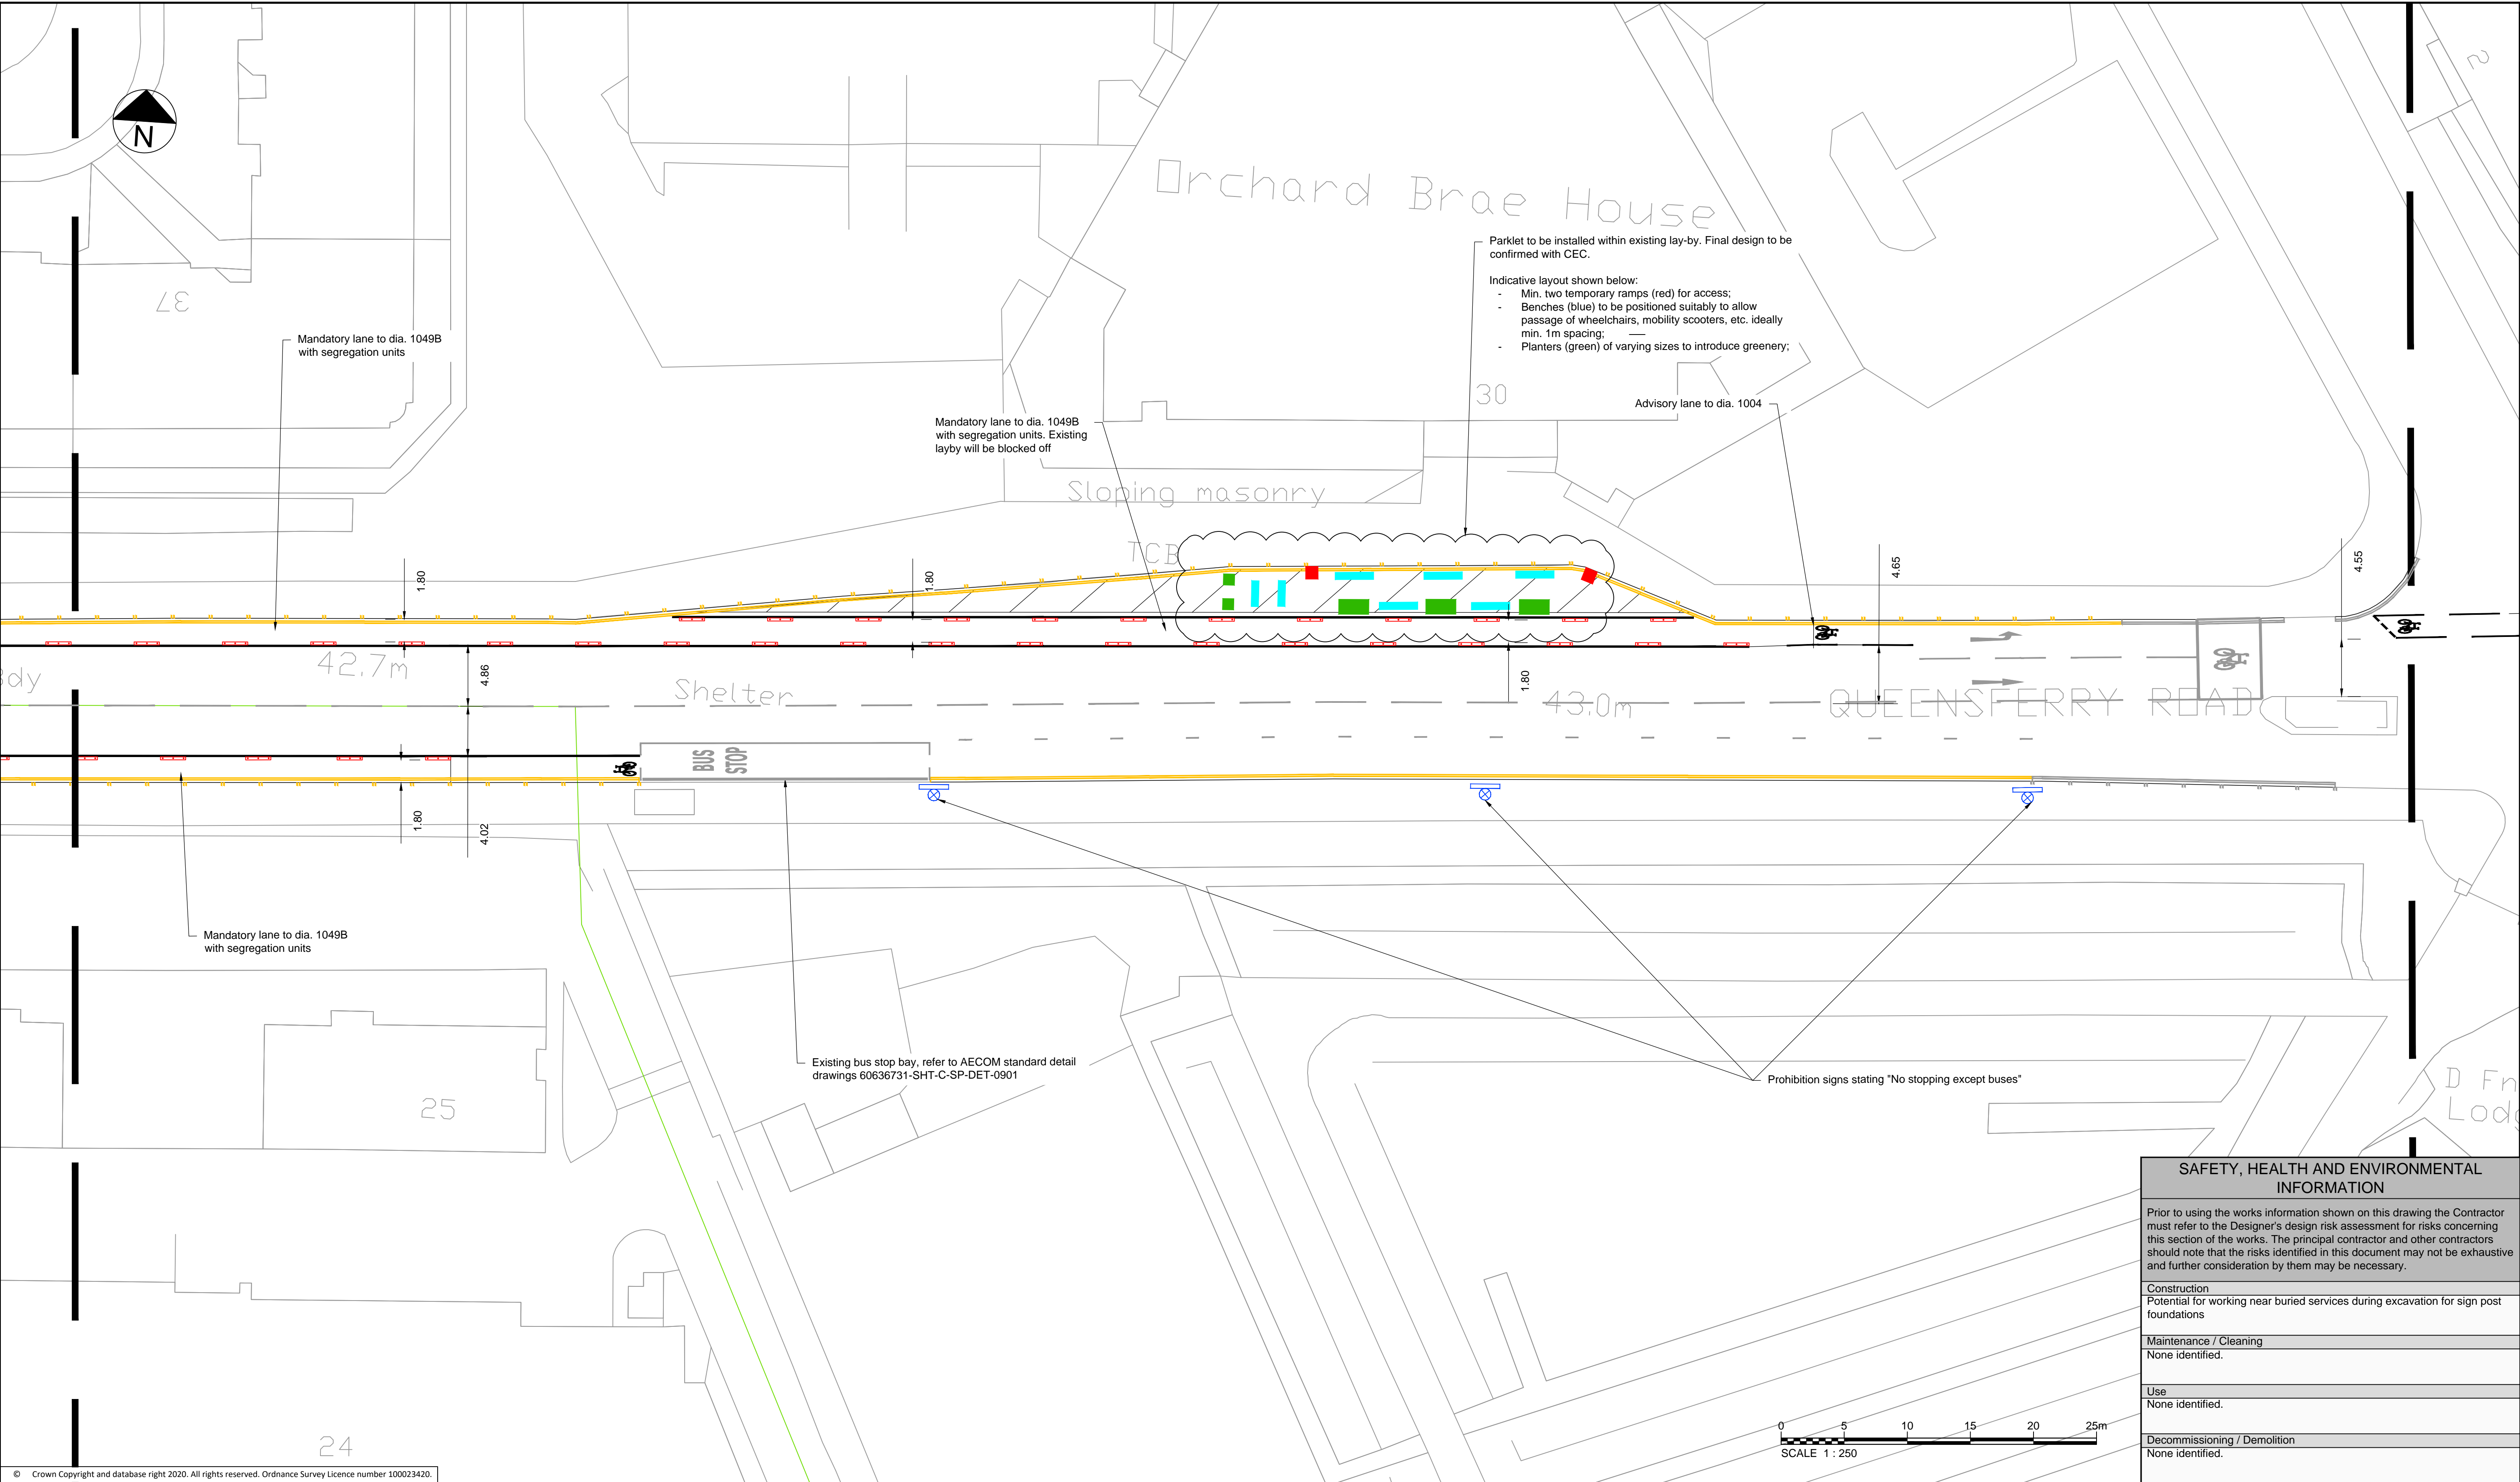 N
2
Orchard Brae House
Parklet to be installed within existing lay-by. Final design to be
confirmed with CEC.
Indicative layout shown below:
- Min. two temporary ramps (red) for access;
- Benches (blue) to be positioned suitably to allow
passage of wheelchairs, mobility scooters, etc. ideally
min. 1m spacing;
- Planters (green) of varying sizes to introduce greenery;
37
Mandatory lane to dia. 1049B
with segregation units
30
Advisory lane to dia. 1004
Mandatory lane to dia. 1049B
with segregation units. Existing
layby will be blocked off
Sloping masonry
TCB
1.80
1.80
4.65
4.55
42.7m
4.86
Shelter
1.80
43.0m
QUEENSFERRY ROAD
BUS
STOP
1.80
4.02
Mandatory lane to dia. 1049B
with segregation units
Existing bus stop bay, refer to AECOM standard detail
drawings 60636731-SHT-C-SP-DET-0901
Prohibition signs stating "No stopping except buses"
25
D Fn
24
SAFETY, HEALTH AND ENVIRONMENTAL
INFORMATION
Prior to using the works information shown on this drawing the Contractor
must refer to the Designer's design risk assessment for risks concerning
this section of the works. The principal contractor and other contractors
should note that the risks identified in this document may not be exhaustive
and further consideration by them may be necessary.
Construction
Potential for working near buried services during excavation for sign post
foundations
Maintenance / Cleaning
None identified.
Use
None identified.
Decommissioning / Demolition
None identified.
0 5 10 15 20 25m
SCALE 1 : 250
© Crown Copyright and database right 2020. All rights reserved. Ordnance Survey Licence number 100023420.